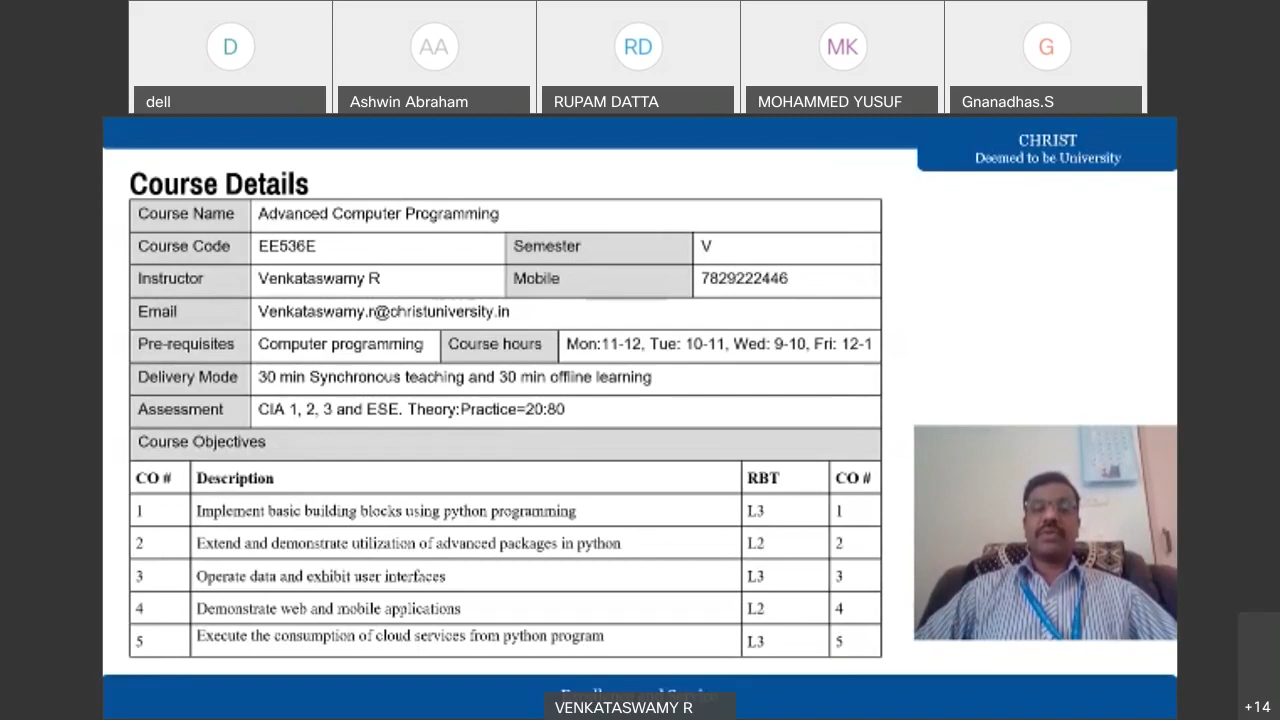 D
AA
RD
MK
G
dell
Ashwin Abraham
RUPAM DATTA
MOHAMMED YUSUF
Gnanadhas.S
CHRIST
Deemed to be University
Course Details
Course Name Advanced Computer Programming
Course Code EE536E Semester V
Instructor Venkataswamy R Mobile 7829222446
Email Venkataswamy.r@christuniversity.in
Pre-requisites Computer programming Course hours Mon:11-12, Tue: 10-11, Wed: 9-10, Fri: 12-1
Delivery Mode 30 min Synchronous teaching and 30 min offline learning
Assessment CIA 1, 2, 3 and ESE. Theory:Practice=20:80
Course Objectives
CO # Description RBT CO #
1 Implement basic building blocks using python programming L3 1
2 Extend and demonstrate utilization of advanced packages in python L2 2
3 Operate data and exhibit user interfaces L3 3
4 Demonstrate web and mobile applications L2 4
5 Execute the consumption of cloud services from python program L3 5
VENKATASWAMY R
+14